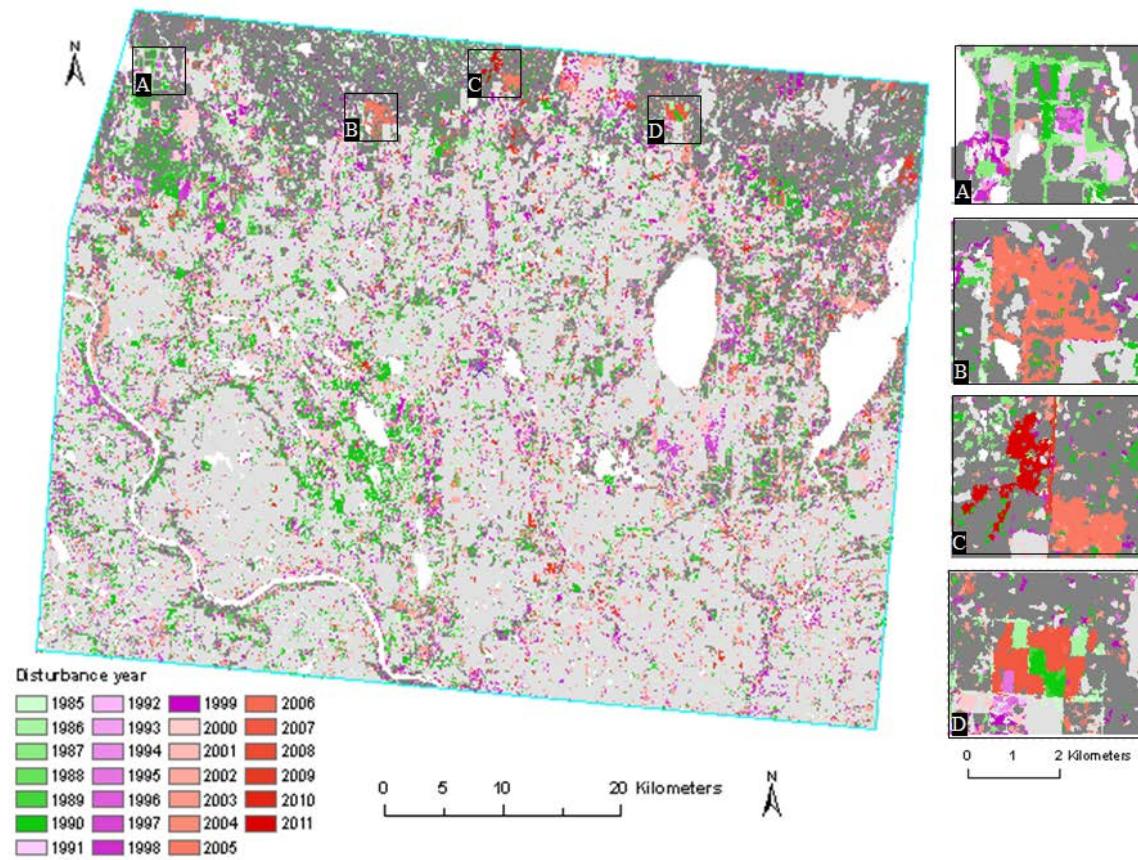 N
A
B
C
D
A
B
C
D
Disturbance year
1985 1992 1999 2006
1986 1993 2000 2007
1987 1994 2001 2008
1988 1995 2002 2009
1989 1996 2003 2010
1990 1997 2004 2011
1991 1998 2005
0 5 10 20 Kilometers
N
0 1 2 Kilometers